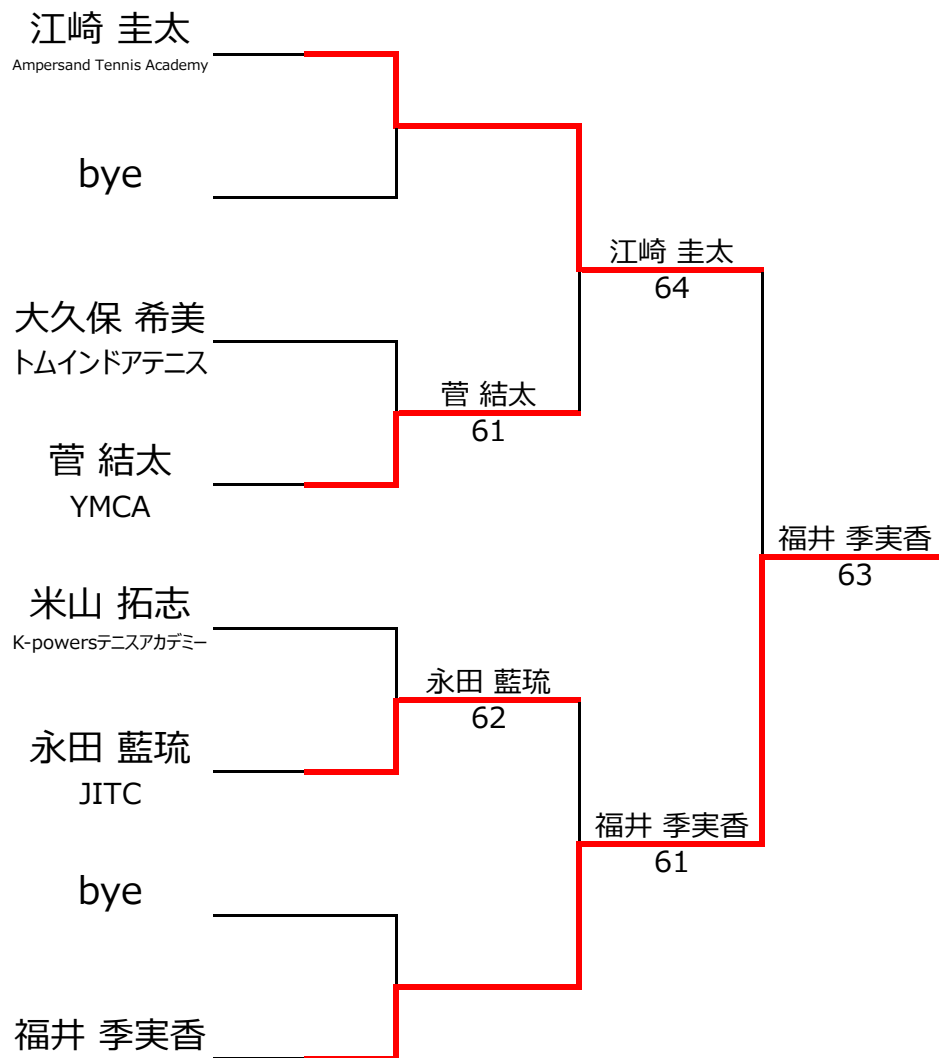 江崎 圭太
Ampersand Tennis Academy
bye
江崎 圭太
64
大久保 希美
トムインドアテニス
菅 結太
61
菅 結太
YMCA
福井 季実香
63
米山 拓志
K-powersテニスアカデミー
永田 藍琉
62
永田 藍琉
JITC
福井 季実香
61
bye
福井 季実香